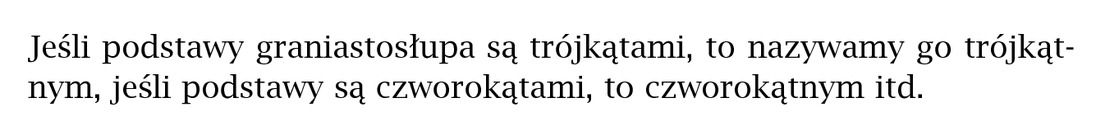 Jeśli podstawy graniastosłupa są trójkątami, to nazywamy go trójkąt-
nym, jeśli podstawy są czworokątami, to czworokątnym itd.